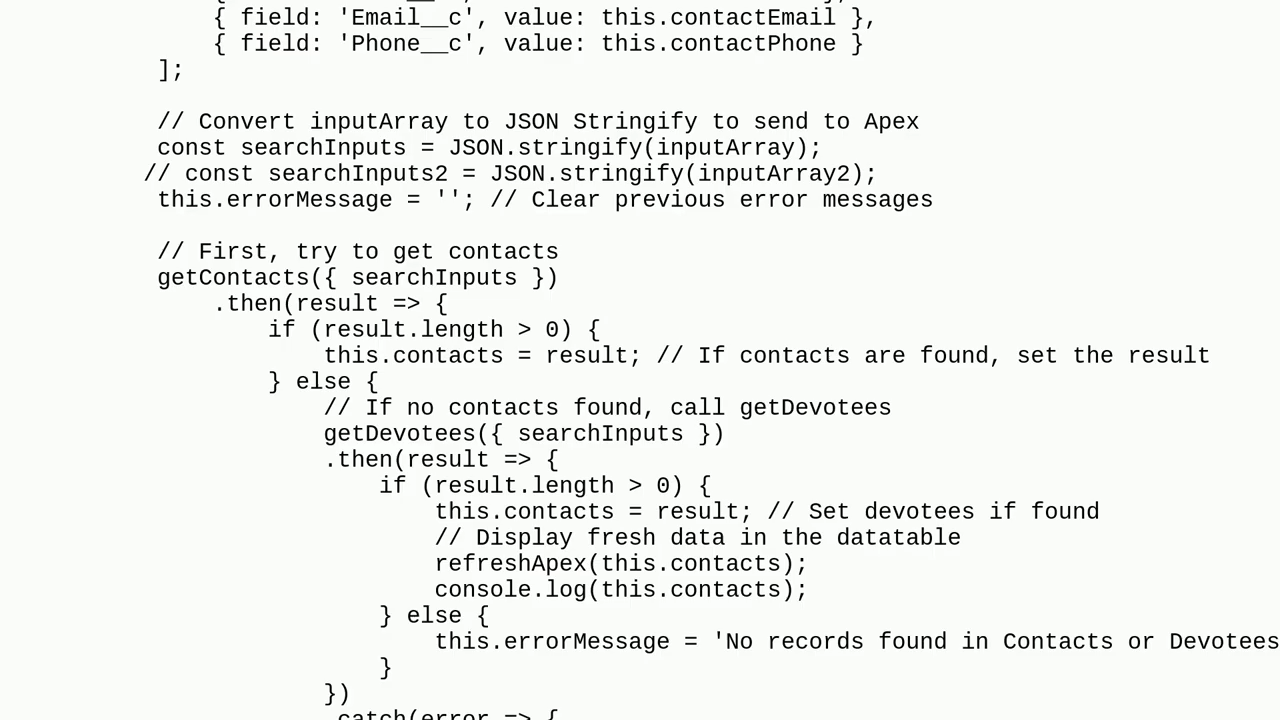 { field: 'Email__c', value: this.contactEmail },
{ field: 'Phone__c', value: this.contactPhone }
];
// Convert inputArray to JSON Stringify to send to Apex
const searchInputs = JSON.stringify(inputArray);
// const searchInputs2 = JSON.stringify(inputArray2);
this.errorMessage = ''; // Clear previous error messages
// First, try to get contacts
getContacts({ searchInputs })
.then(result => {
if (result.length > 0) {
this.contacts = result; // If contacts are found, set the result
} else {
// If no contacts found, call getDevotees
getDevotees({ searchInputs })
.then(result => {
if (result.length > 0) {
this.contacts = result; // Set devotees if found
// Display fresh data in the datatable
refreshApex(this.contacts);
console.log(this.contacts);
} else {
this.errorMessage = 'No records found in Contacts or Devotees
}
})
.catch(error => {